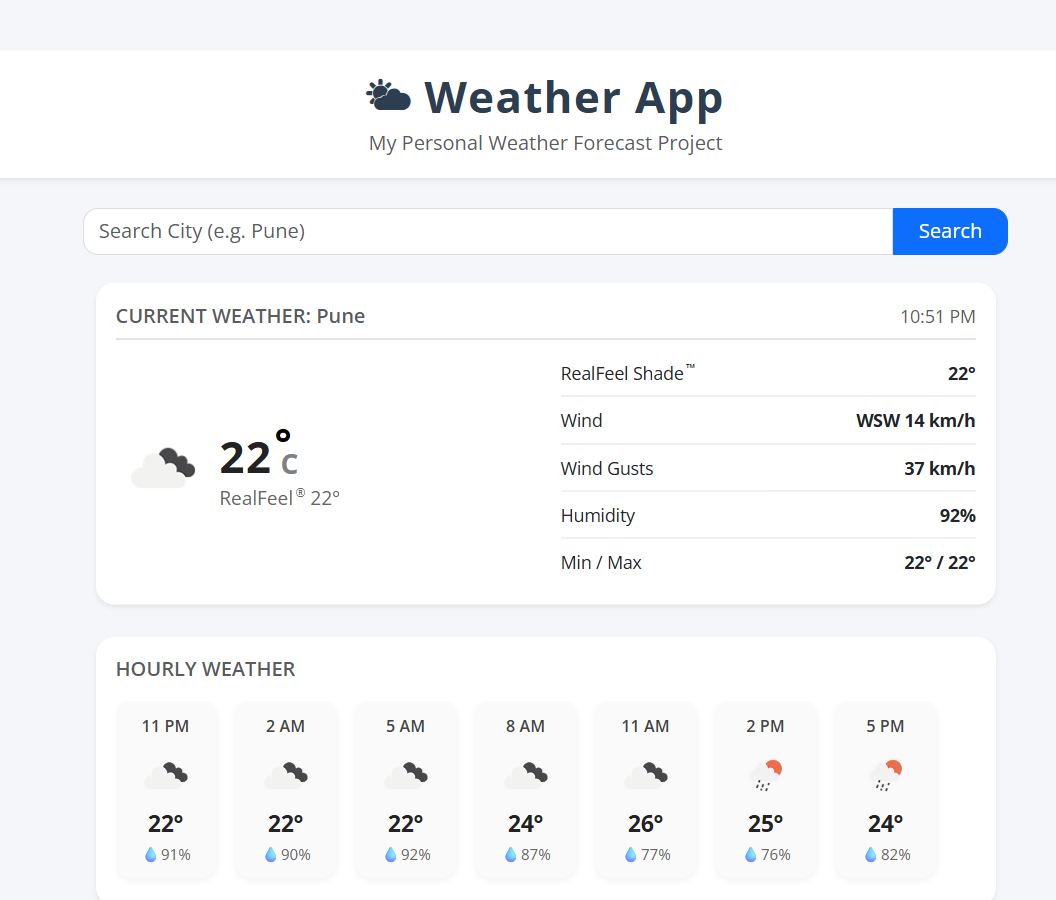 Weather App
My Personal Weather Forecast Project
Search City (e.g. Pune) Search
CURRENT WEATHER: Pune 10:51 PM
22° C
RealFeel® 22°
RealFeel Shade™ 22°
Wind WSW 14 km/h
Wind Gusts 37 km/h
Humidity 92%
Min / Max 22° / 22°
HOURLY WEATHER
11 PM 2 AM 5 AM 8 AM 11 AM 2 PM 5 PM
22° 22° 22° 24° 26° 25° 24°
91% 90% 92% 87% 77% 76% 82%